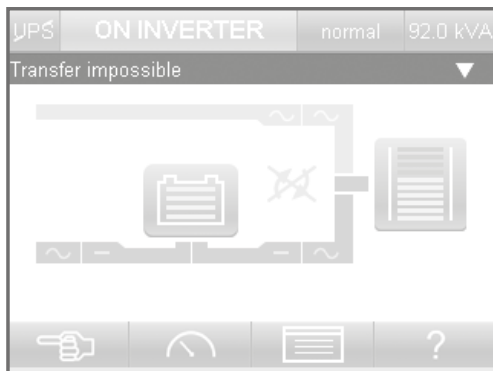 UPS ON INVERTER normal 92.0 kVA
Transfer impossible
?